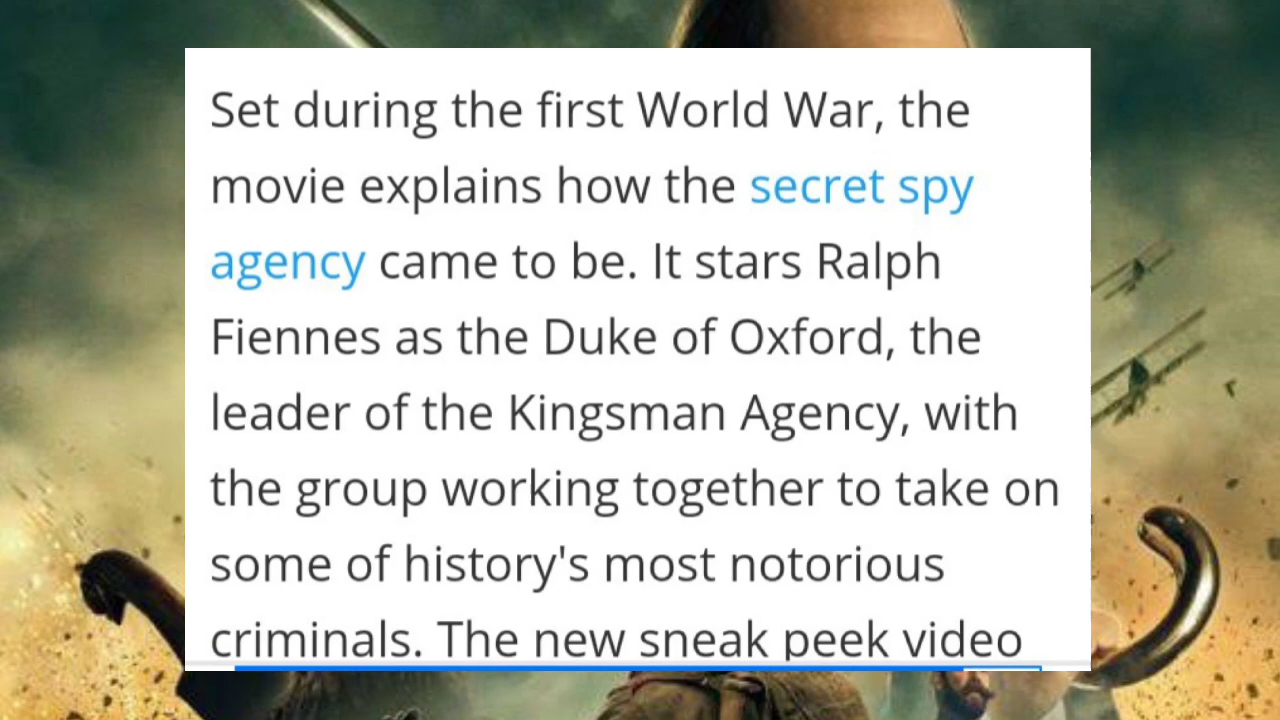 Set during the first World War, the
movie explains how the secret spy
agency came to be. It stars Ralph
Fiennes as the Duke of Oxford, the
leader of the Kingsman Agency, with
the group working together to take on
some of history's most notorious
criminals. The new sneak peek video